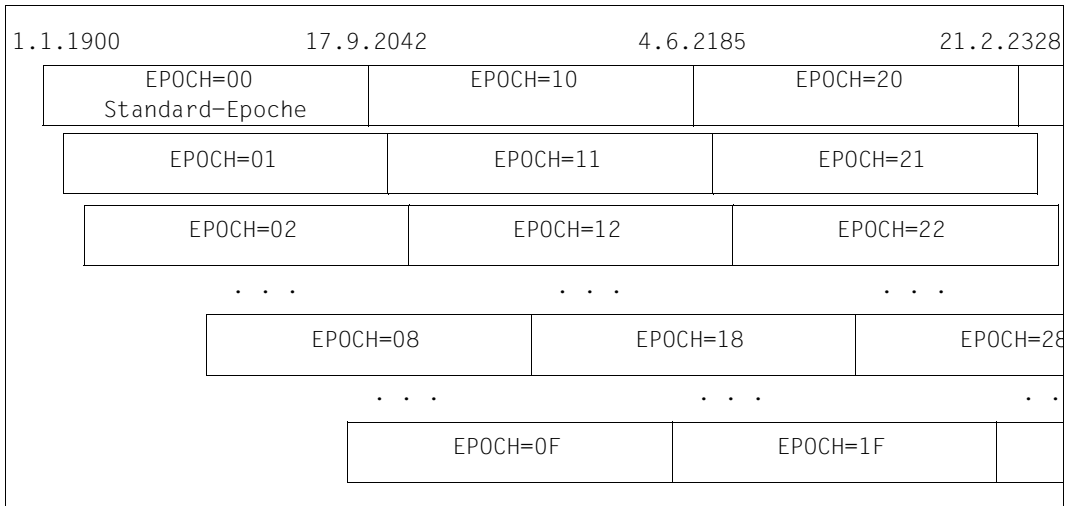 1.1.1900 17.9.2042 4.6.2185 21.2.2328
EPOCH=00 EPOCH=10 EPOCH=20
Standard-Epoche
EPOCH=01 EPOCH=11 EPOCH=21
EPOCH=02 EPOCH=12 EPOCH=22
. . . . . . . . .
EPOCH=08 EPOCH=18 EPOCH=28
. . . . . . . .
EPOCH=0F EPOCH=1F